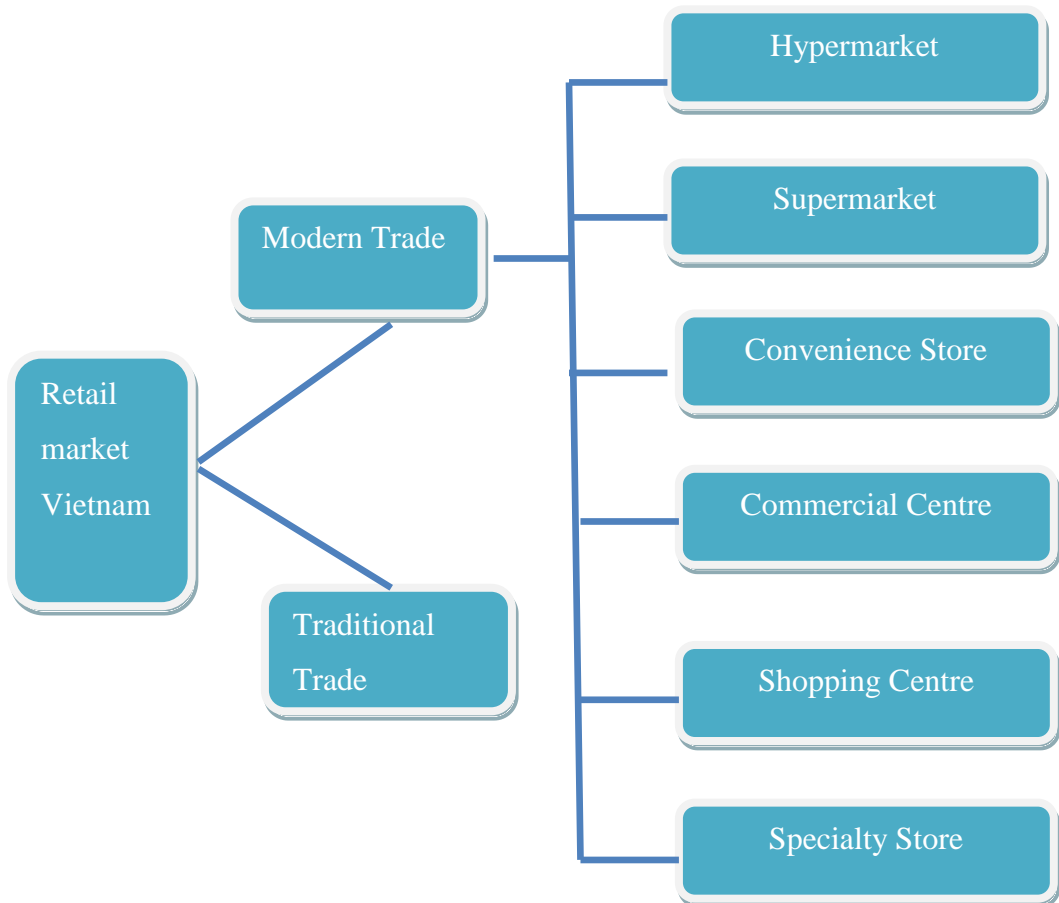 Retail
market
Vietnam
Modern Trade
Traditional
Trade
Hypermarket
Supermarket
Convenience Store
Commercial Centre
Shopping Centre
Specialty Store